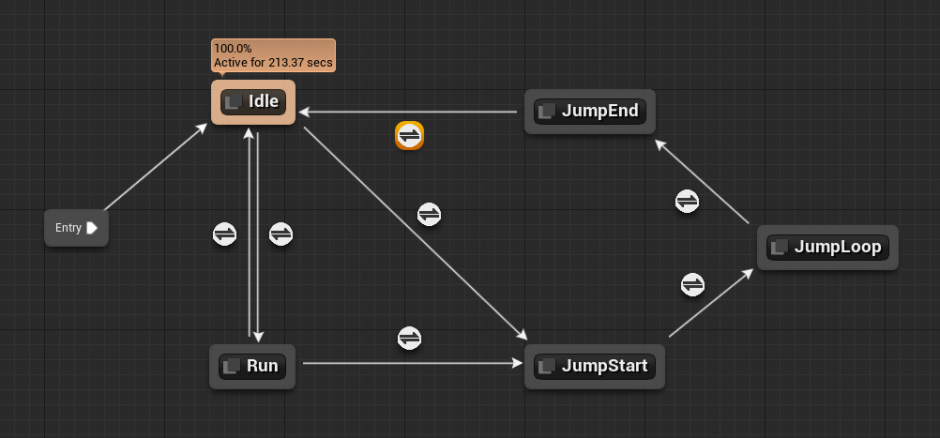 100.0%
Active for 213.37 secs
Idle
JumpEnd
Entry
JumpLoop
Run
JumpStart